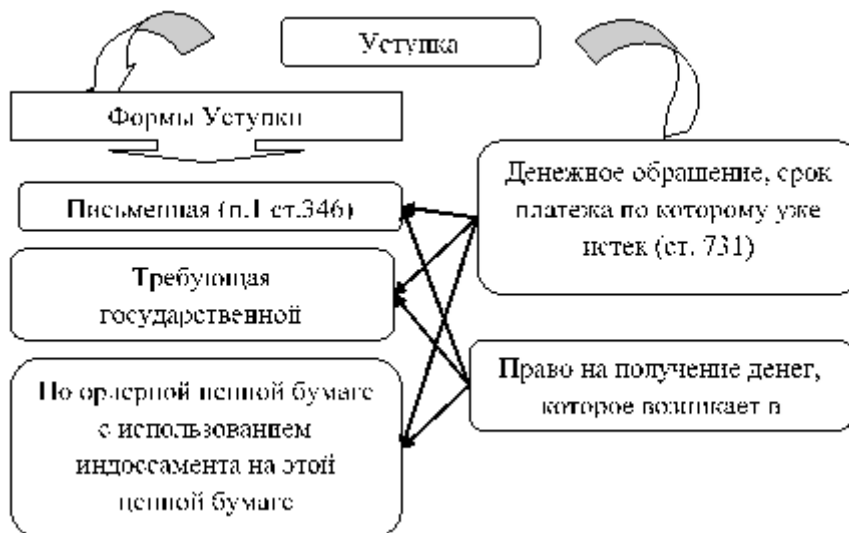 Уступка
Формы Уступки
Письменная (п.1 ст.346)
Требующая
государственной
По ордерной ценной бумаге
с использованием
индоссамента на этой
ценной бумаге
Денежное обращение, срок
платежа по которому уже
истек (ст. 731)
Право на получение денег,
которое возникает в